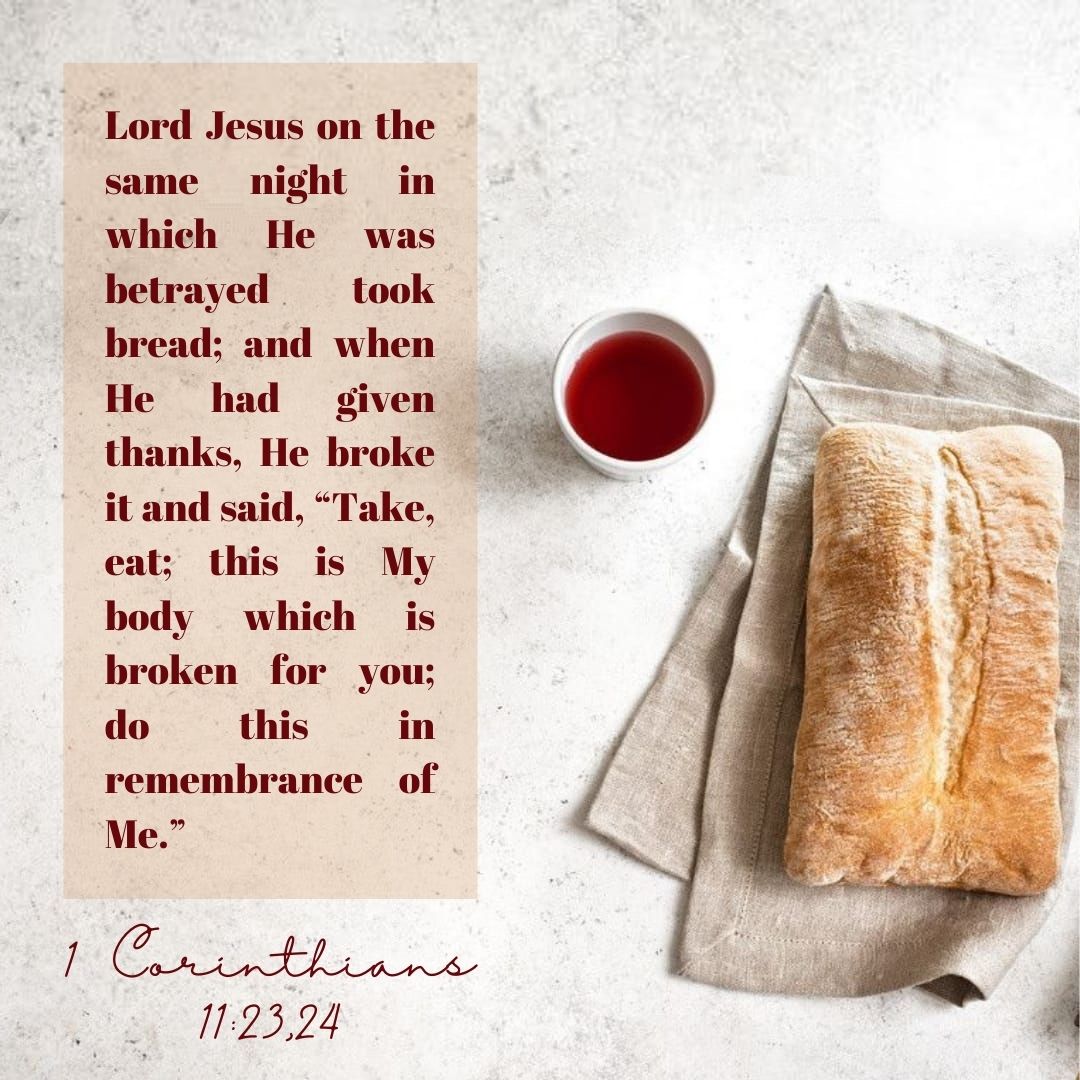 Lord Jesus on the
same night in
which He was
betrayed took
bread; and when
He had given
thanks, He broke
it and said, “Take,
eat; this is My
body which is
broken for you;
do this in
remembrance of
Me.”
1 Corinthians
11:23,24